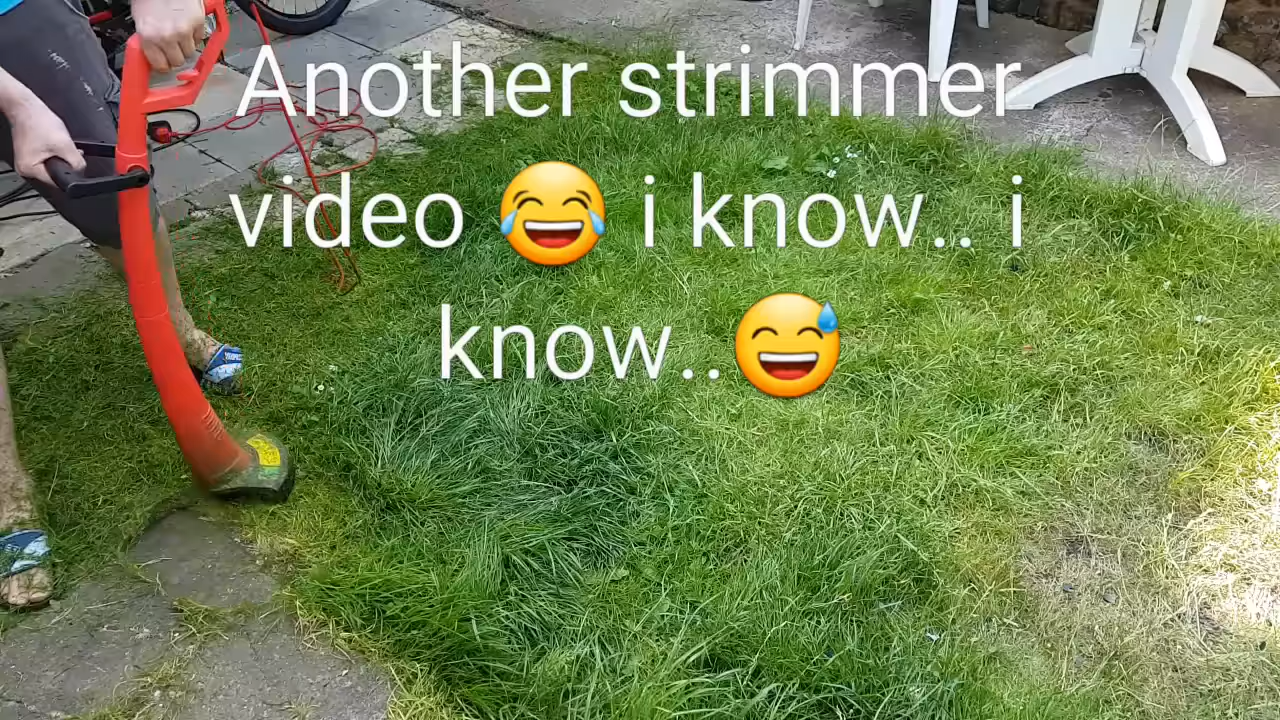 Another strimmer
video 😂 i know.. i
know..😅